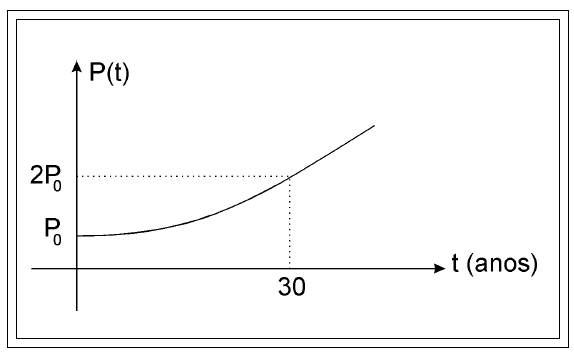 P(t)
2P₀
P₀
t (anos)
30